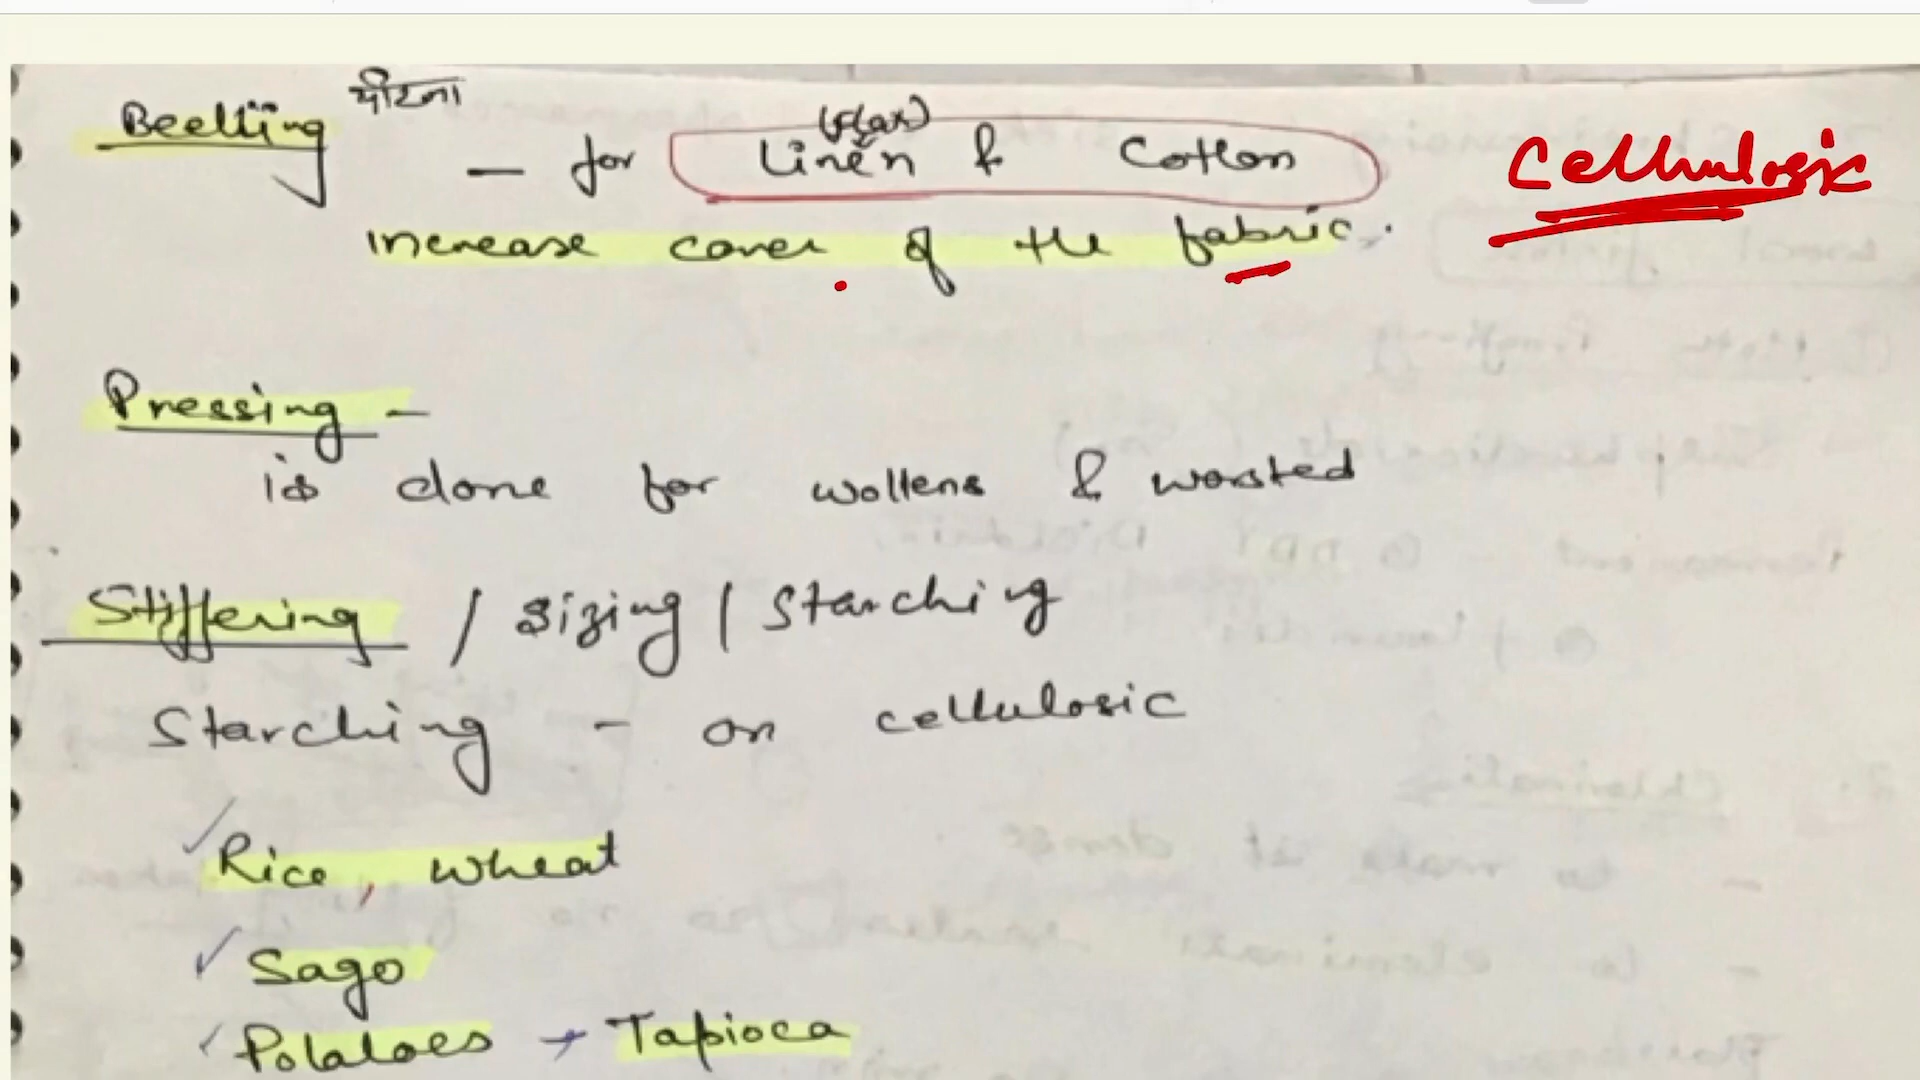 Beetling पीटना
(flax)
– for Linen & Cotton Cellulosic
increase cover of the fabric.
Pressing –
is done for wollens & worsted
Stiffering / Sizing / Starching
Starching – on cellulosic
✓ Rice, wheat
✓ Sago
✓ Potatoes + Tapioca